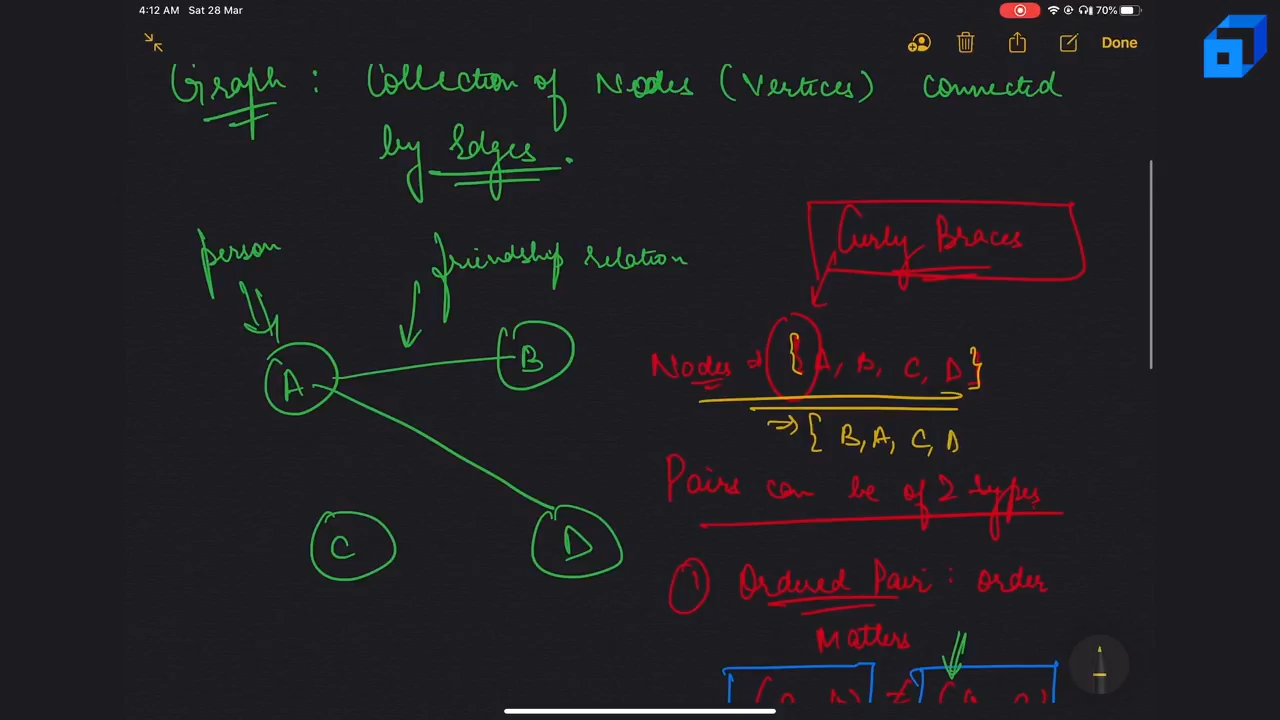 4:12 AM Sat 28 Mar
70%
Done
Graph : Collection of Nodes (Vertices) connected
by Edges.
person
friendship relation
Curly Braces
A
B
Nodes → { A, B, C, D }
⇒ { B, A, C, D
Pairs can be of 2 types
C
D
① Ordered Pair : order
Matters
≠